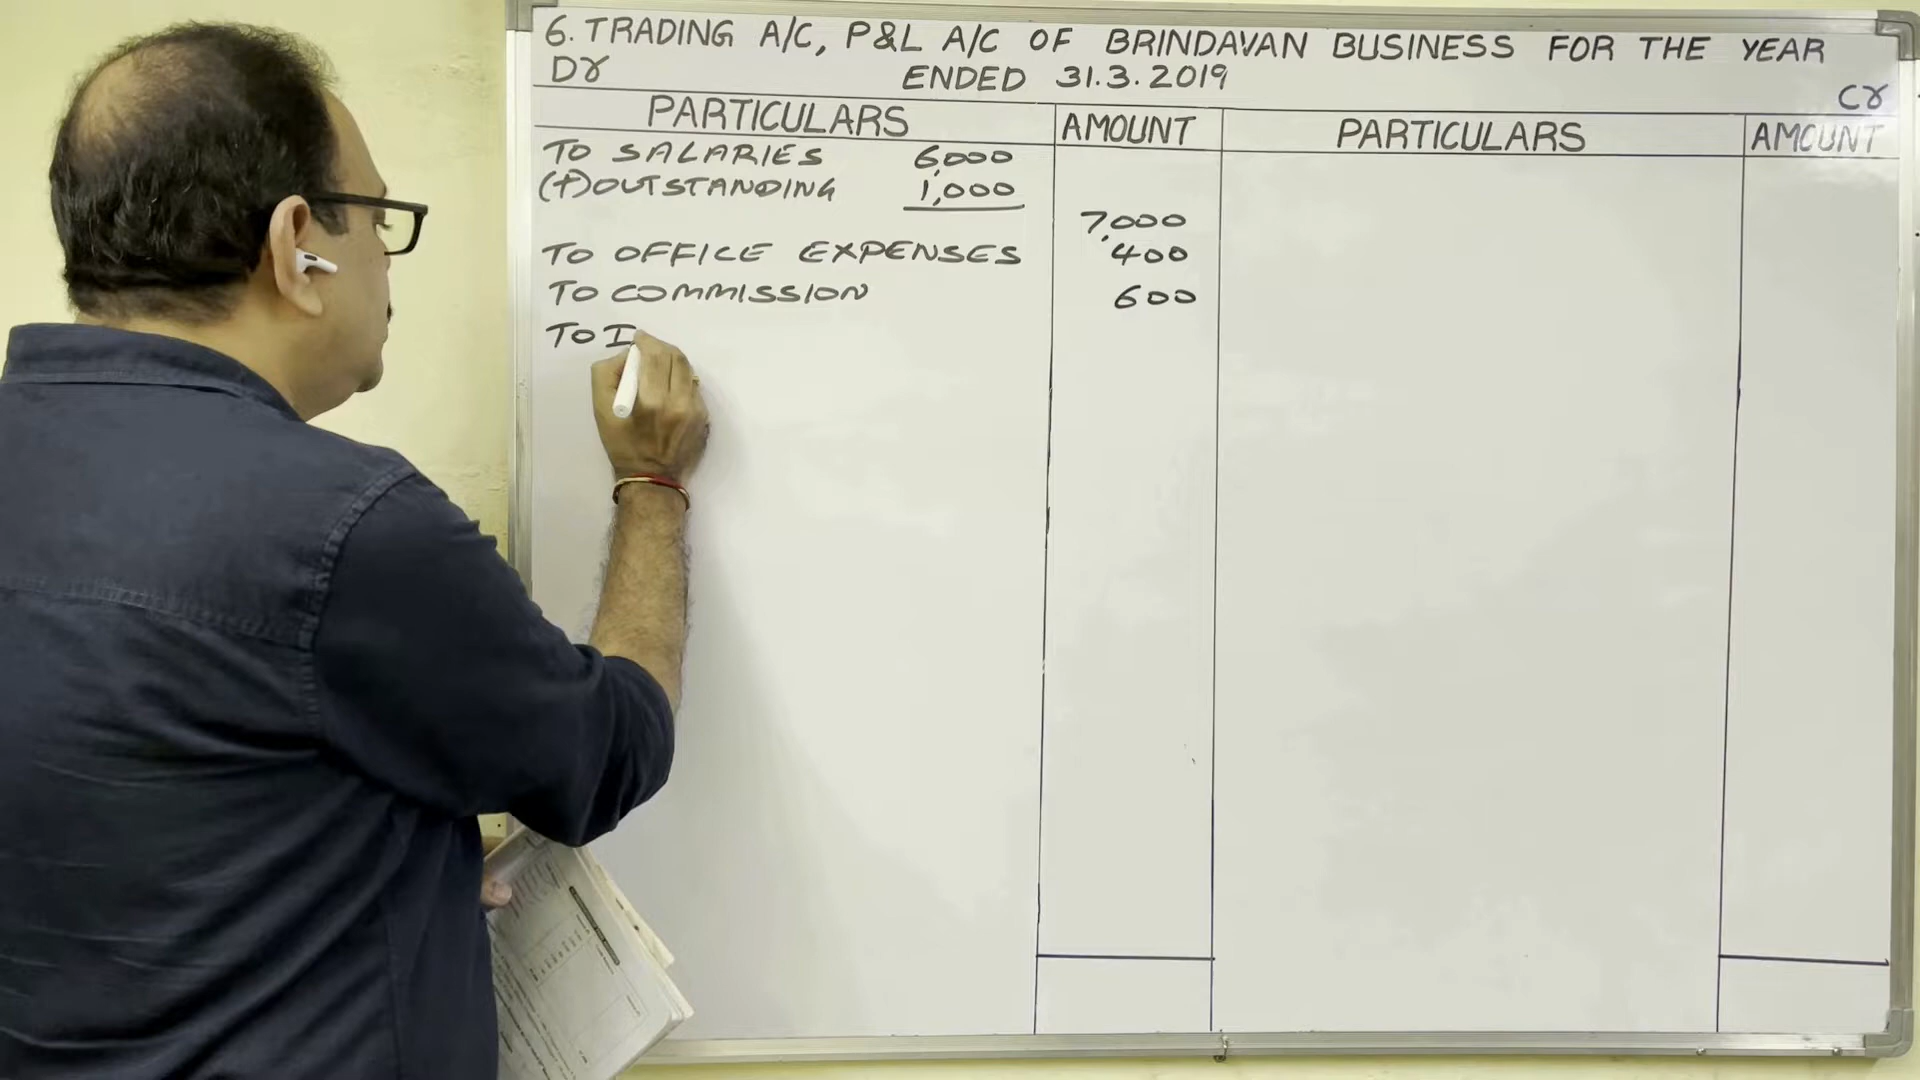 6. TRADING A/C, P&L A/C OF BRINDAVAN BUSINESS FOR THE YEAR
Dr ENDED 31.3.2019 Cr
PARTICULARS AMOUNT PARTICULARS AMOUNT
TO SALARIES 6,000
(+)OUTSTANDING 1,000
7,000
TO OFFICE EXPENSES 400
TO COMMISSION 600
TO I